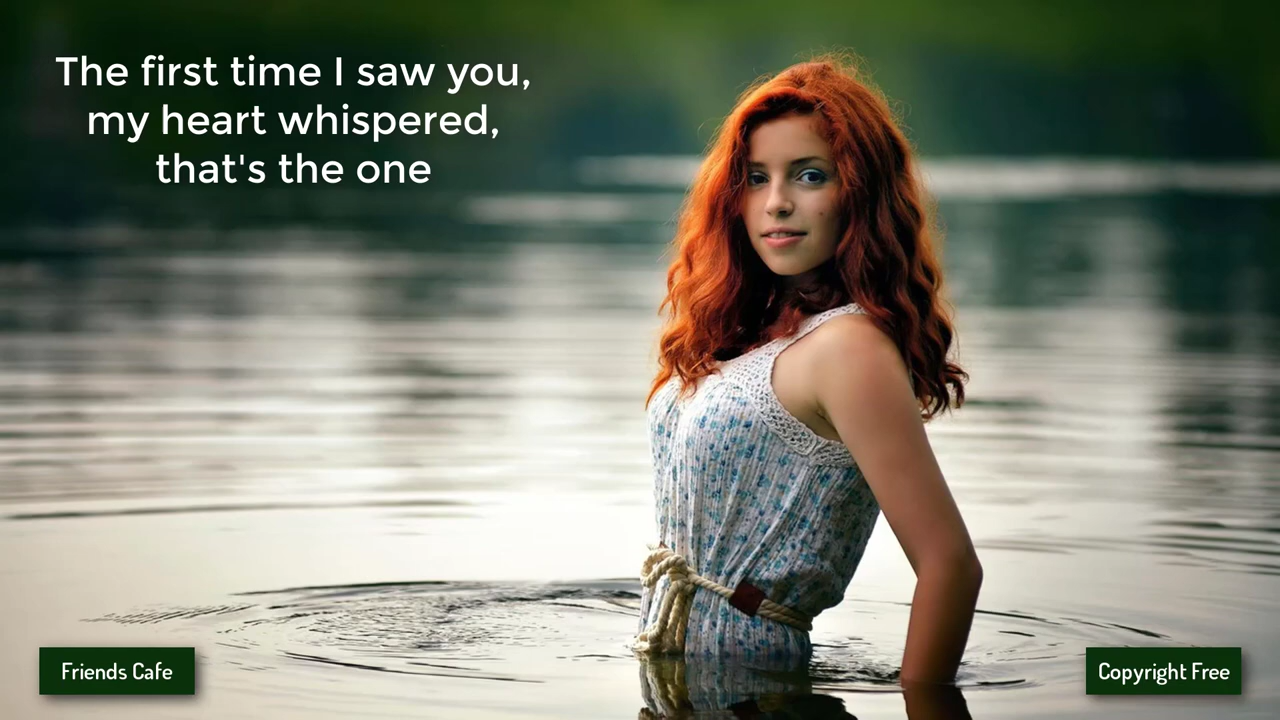 The first time I saw you,
my heart whispered,
that's the one
Friends Cafe
Copyright Free